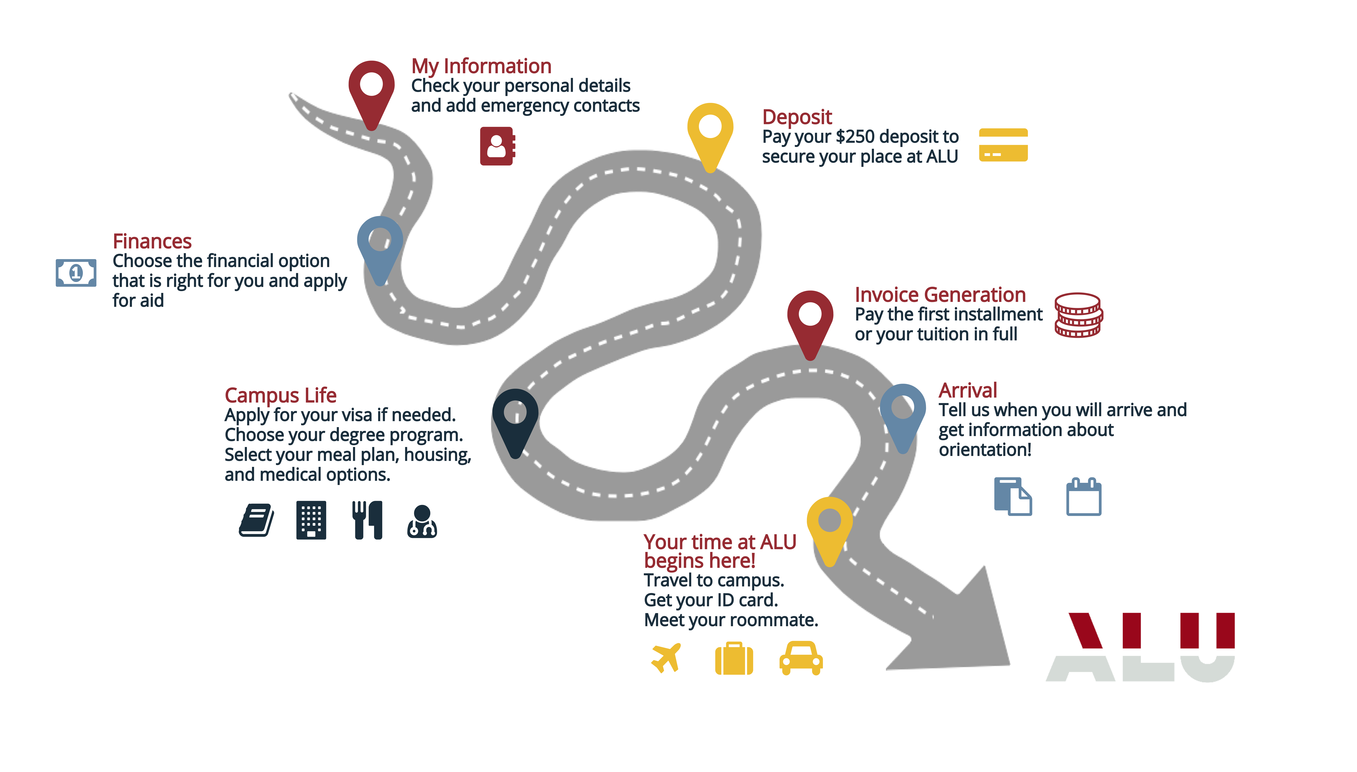 My Information
Check your personal details
and add emergency contacts
Deposit
Pay your $250 deposit to
secure your place at ALU
Finances
Choose the financial option
that is right for you and apply
for aid
1
Invoice Generation
Pay the first installment
or your tuition in full
Campus Life
Apply for your visa if needed.
Choose your degree program.
Select your meal plan, housing,
and medical options.
Arrival
Tell us when you will arrive and
get information about
orientation!
Your time at ALU
begins here!
Travel to campus.
Get your ID card.
Meet your roommate.
ALU